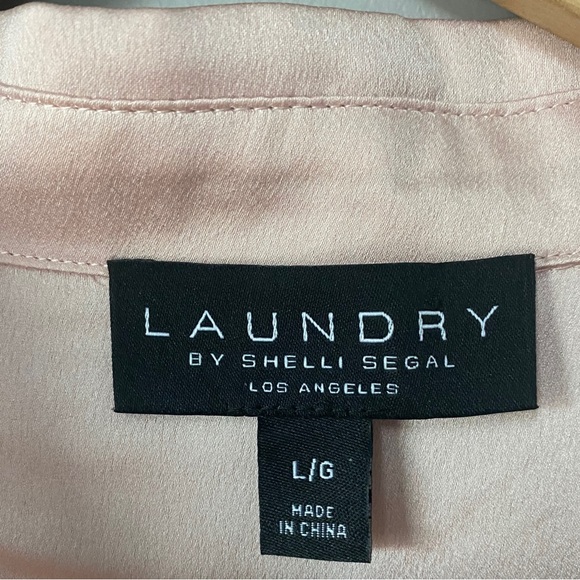 LAUNDRY
BY SHELLI SEGAL
LOS ANGELES
L/G
MADE
IN CHINA